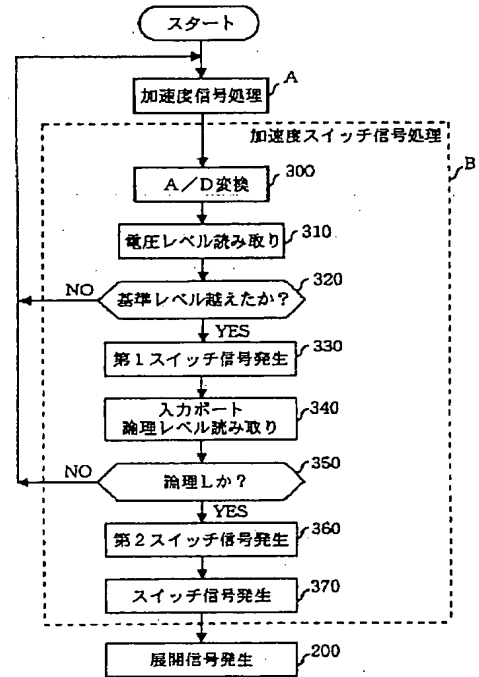 スタート
加速度信号処理
A
加速度スイッチ信号処理
B
A/D変換
300
電圧レベル読み取り
310
320
NO
基準レベル越えたか?
YES
第1スイッチ信号発生
330
入力ポート
論理レベル読み取り
340
350
NO
論理Lか?
YES
第2スイッチ信号発生
360
スイッチ信号発生
370
展開信号発生
200